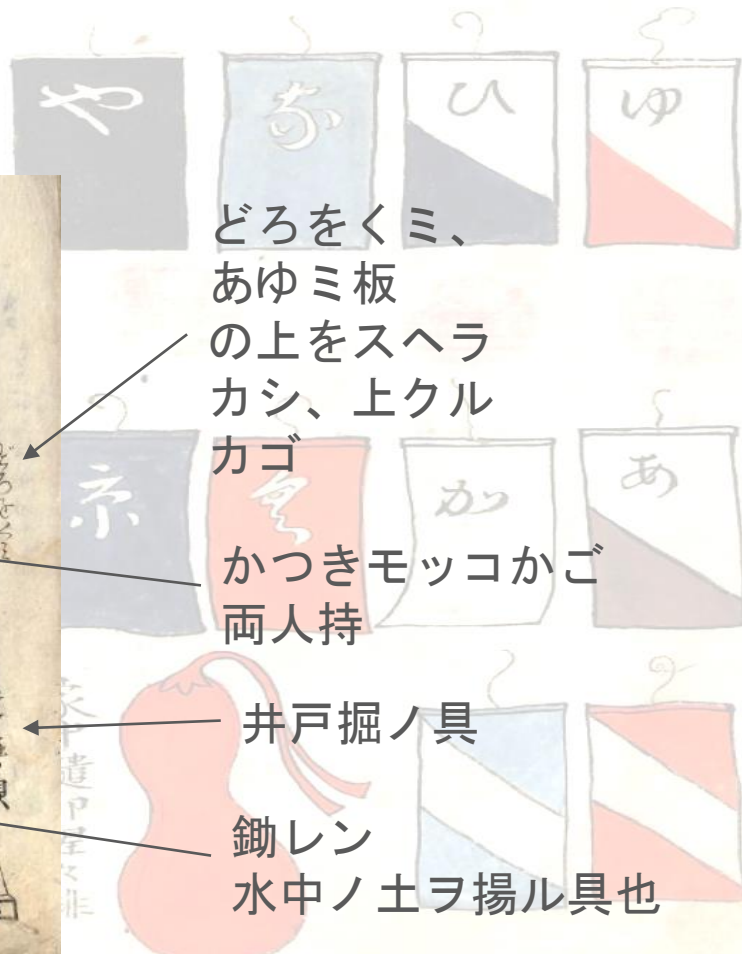 や
ひ
ゆ
どろをくミ、
あゆミ板
の上をスヘラ
カシ、上クル
カゴ
か
あ
かつきモッコかご
両人持
井戸掘ノ具
鋤レン
水中ノ土ヲ揚ル具也